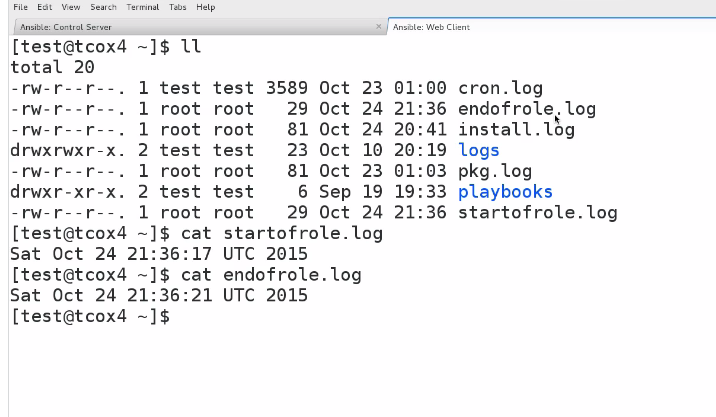 File Edit View Search Terminal Tabs Help
Ansible: Control Server × Ansible: Web Client
[test@tcox4 ~]$ ll
total 20
-rw-r--r--. 1 test test 3589 Oct 23 01:00 cron.log
-rw-r--r--. 1 root root   29 Oct 24 21:36 endofrole.log
-rw-r--r--. 1 root root   81 Oct 24 20:41 install.log
drwxrwxr-x. 2 test test   23 Oct 10 20:19 logs
-rw-r--r--. 1 root root   81 Oct 23 01:03 pkg.log
drwxr-xr-x. 2 test test    6 Sep 19 19:33 playbooks
-rw-r--r--. 1 root root   29 Oct 24 21:36 startofrole.log
[test@tcox4 ~]$ cat startofrole.log
Sat Oct 24 21:36:17 UTC 2015
[test@tcox4 ~]$ cat endofrole.log
Sat Oct 24 21:36:21 UTC 2015
[test@tcox4 ~]$